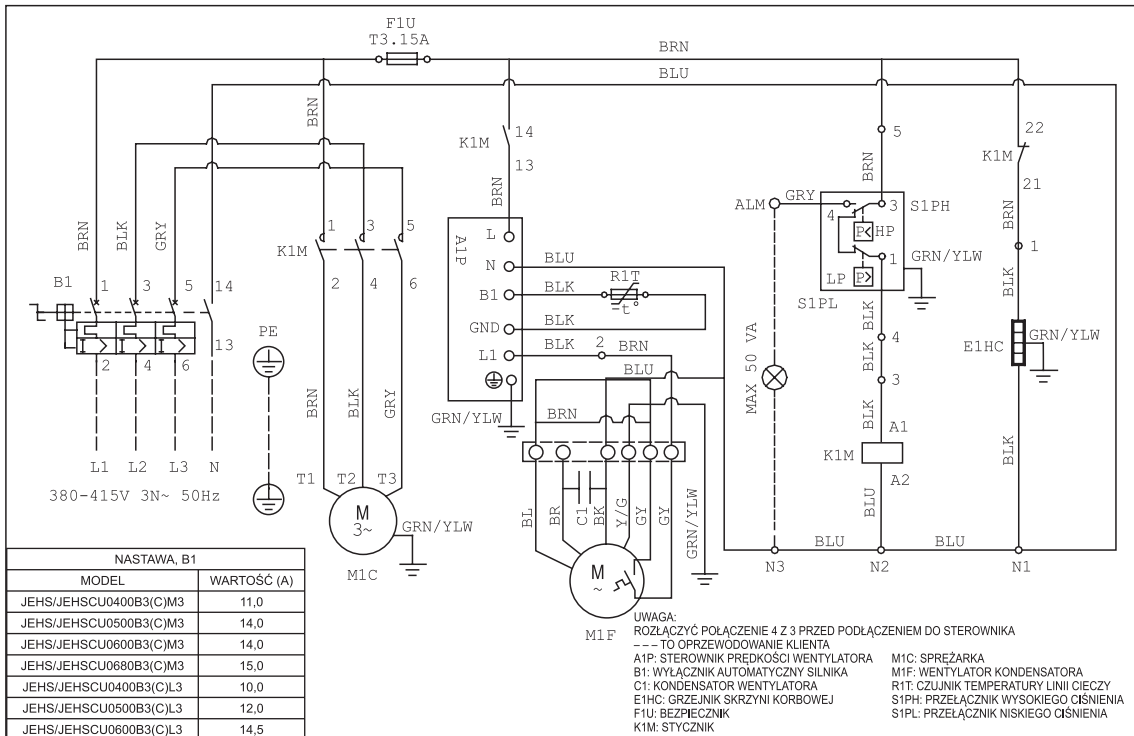 F1U
T3.15A
BRN
BLU
BRN
K1M
14
13
BRN
5
BRN
22
K1M
21
BRN
ALM
GRY
4
3
S1PH
P< HP
1
LP P>
S1PL
GRN/YLW
1
BLK
BRN
BLK
GRY
B1
1
3
5
14
13
2
4
6
PE
L1
L2
L3
N
380-415V 3N~ 50Hz
K1M
1
3
5
2
4
6
BRN
BLK
GRY
T1
T2
T3
M
3~
GRN/YLW
M1C
A1P
L
N
BLU
B1
BLK
R1T
-t°
GND
BLK
L1
BLK
2
BRN
BLU
GRN/YLW
BRN
BL
BR
C1
BK
Y/G
GY
GY
GRN/YLW
M
~
M1F
MAX 50 VA
BLK
4
BLK
3
BLK
A1
K1M
A2
BLU
E1HC
GRN/YLW
BLK
BLU
BLU
N3
N2
N1
NASTAWA, B1
MODEL WARTOŚĆ (A)
JEHS/JEHSCU0400B3(C)M3 11,0
JEHS/JEHSCU0500B3(C)M3 14,0
JEHS/JEHSCU0600B3(C)M3 14,0
JEHS/JEHSCU0680B3(C)M3 15,0
JEHS/JEHSCU0400B3(C)L3 10,0
JEHS/JEHSCU0500B3(C)L3 12,0
JEHS/JEHSCU0600B3(C)L3 14,5
UWAGA:
ROZŁĄCZYĆ POŁĄCZENIE 4 Z 3 PRZED PODŁĄCZENIEM DO STEROWNIKA
--- TO OPRZEWODOWANIE KLIENTA
A1P: STEROWNIK PRĘDKOŚCI WENTYLATORA
B1: WYŁĄCZNIK AUTOMATYCZNY SILNIKA
C1: KONDENSATOR WENTYLATORA
E1HC: GRZEJNIK SKRZYNI KORBOWEJ
F1U: BEZPIECZNIK
K1M: STYCZNIK
M1C: SPRĘŻARKA
M1F: WENTYLATOR KONDENSATORA
R1T: CZUJNIK TEMPERATURY LINII CIECZY
S1PH: PRZEŁĄCZNIK WYSOKIEGO CIŚNIENIA
S1PL: PRZEŁĄCZNIK NISKIEGO CIŚNIENIA